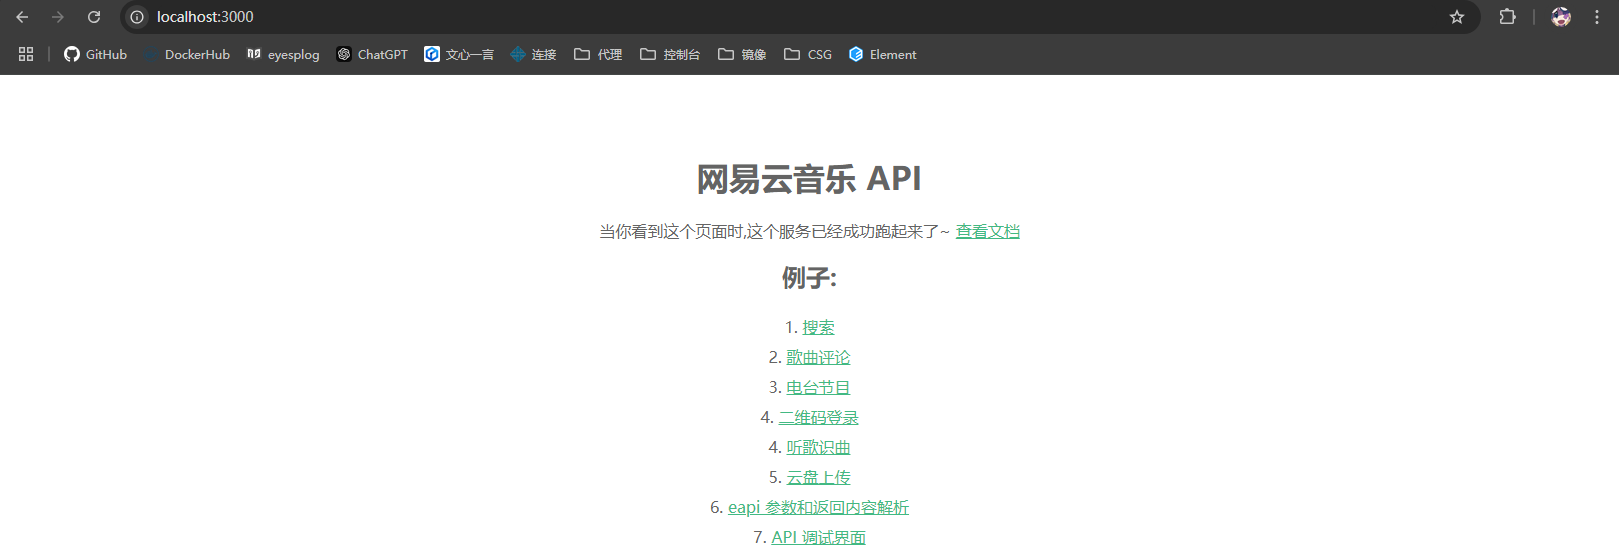 localhost:3000
GitHub DockerHub eyesplog ChatGPT 文心一言 连接 代理 控制台 镜像 CSG Element
网易云音乐 API
当你看到这个页面时,这个服务已经成功跑起来了~ 查看文档
例子:
1. 搜索
2. 歌曲评论
3. 电台节目
4. 二维码登录
4. 听歌识曲
5. 云盘上传
6. eapi 参数和返回内容解析
7. API 调试界面